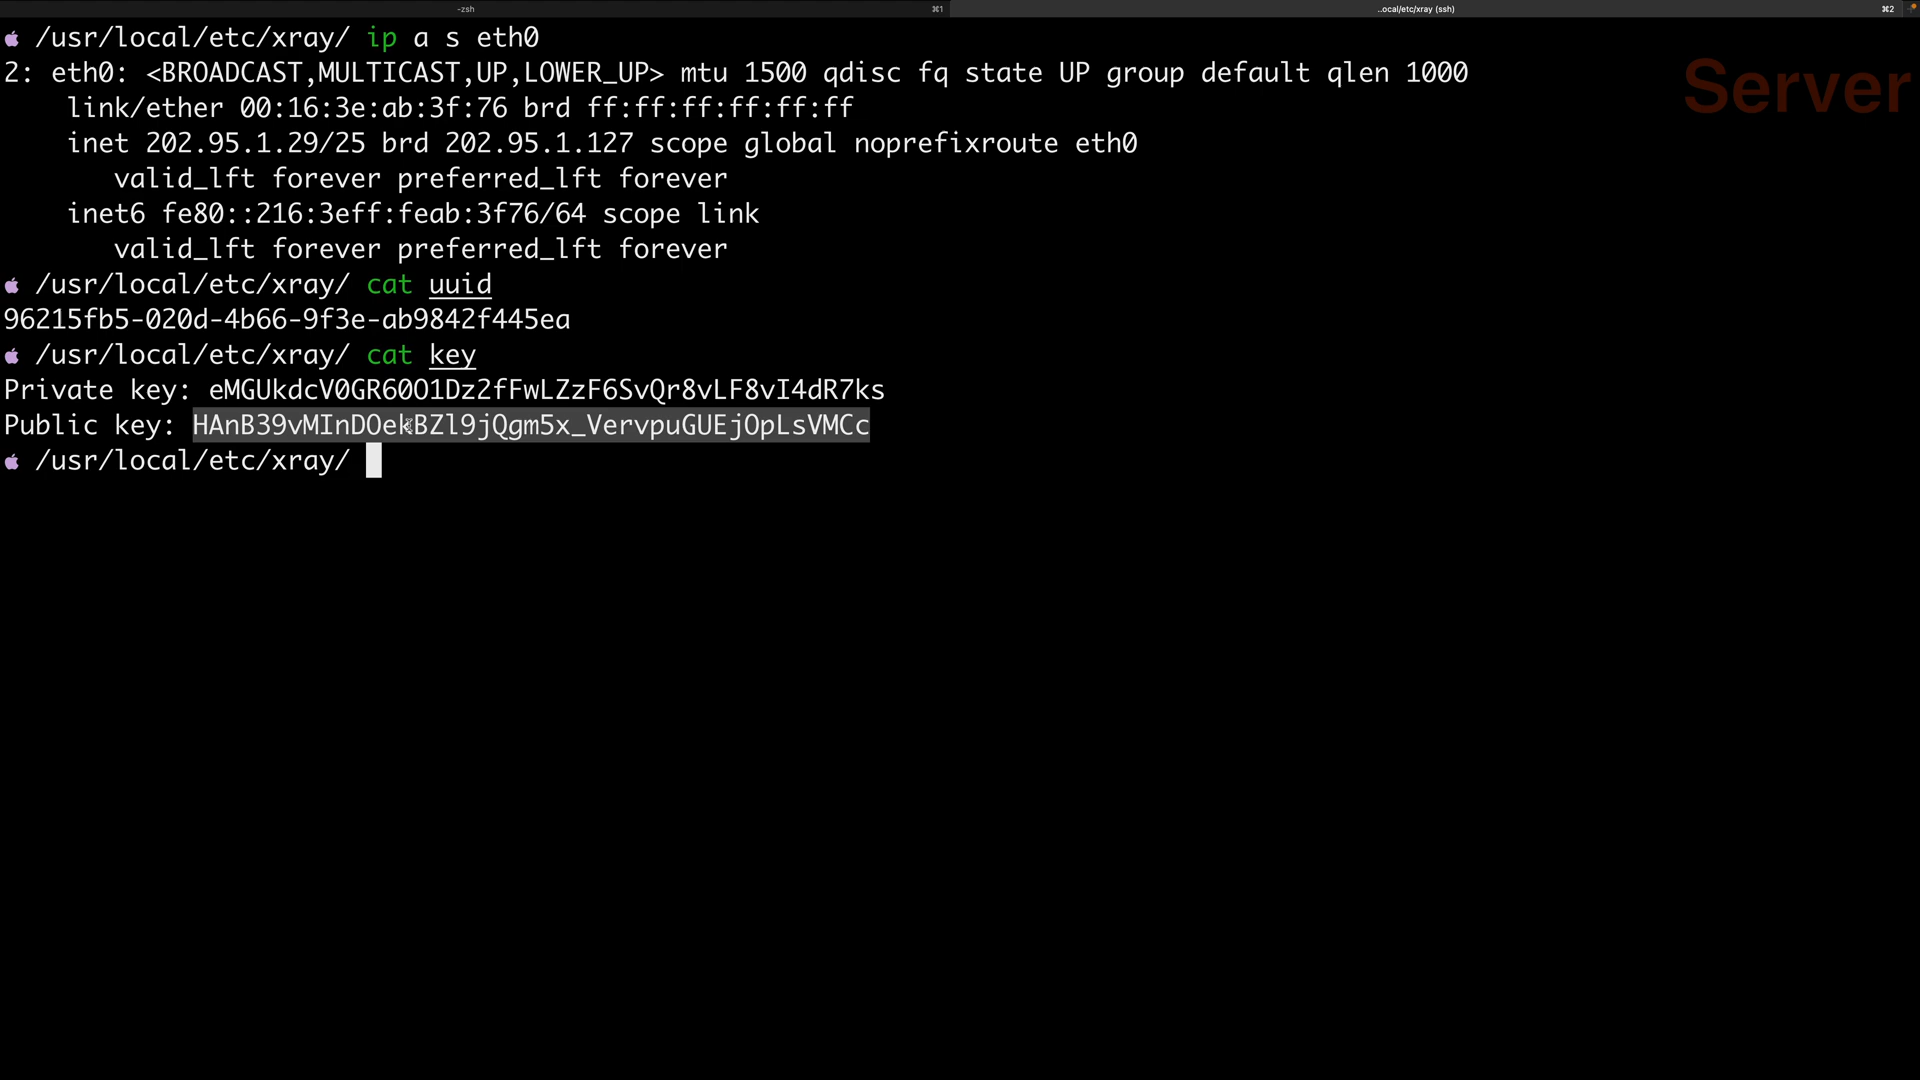 -zsh ⌘1 ..ocal/etc/xray (ssh) ⌘2
Server
/usr/local/etc/xray/ ip a s eth0
2: eth0: <BROADCAST,MULTICAST,UP,LOWER_UP> mtu 1500 qdisc fq state UP group default qlen 1000
link/ether 00:16:3e:ab:3f:76 brd ff:ff:ff:ff:ff:ff
inet 202.95.1.29/25 brd 202.95.1.127 scope global noprefixroute eth0
valid_lft forever preferred_lft forever
inet6 fe80::216:3eff:feab:3f76/64 scope link
valid_lft forever preferred_lft forever
/usr/local/etc/xray/ cat uuid
96215fb5-020d-4b66-9f3e-ab9842f445ea
/usr/local/etc/xray/ cat key
Private key: eMGUkdcV0GR60O1Dz2fFwLZzF6SvQr8vLF8vI4dR7ks
Public key: HAnB39vMInDOekBZl9jQgm5x_VervpuGUEjOpLsVMCc
/usr/local/etc/xray/